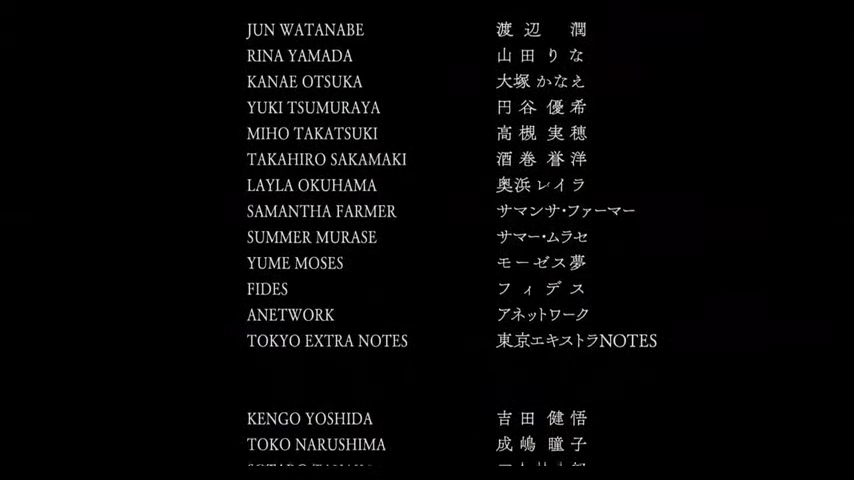 JUN WATANABE 渡辺 潤
RINA YAMADA 山田りな
KANAE OTSUKA 大塚かなえ
YUKI TSUMURAYA 円谷優希
MIHO TAKATSUKI 高槻実穂
TAKAHIRO SAKAMAKI 酒巻誉洋
LAYLA OKUHAMA 奥浜レイラ
SAMANTHA FARMER サマンサ・ファーマー
SUMMER MURASE サマー・ムラセ
YUME MOSES モーゼス夢
FIDES フィデス
ANETWORK アネットワーク
TOKYO EXTRA NOTES 東京エキストラNOTES
KENGO YOSHIDA 吉田健悟
TOKO NARUSHIMA 成嶋瞳子